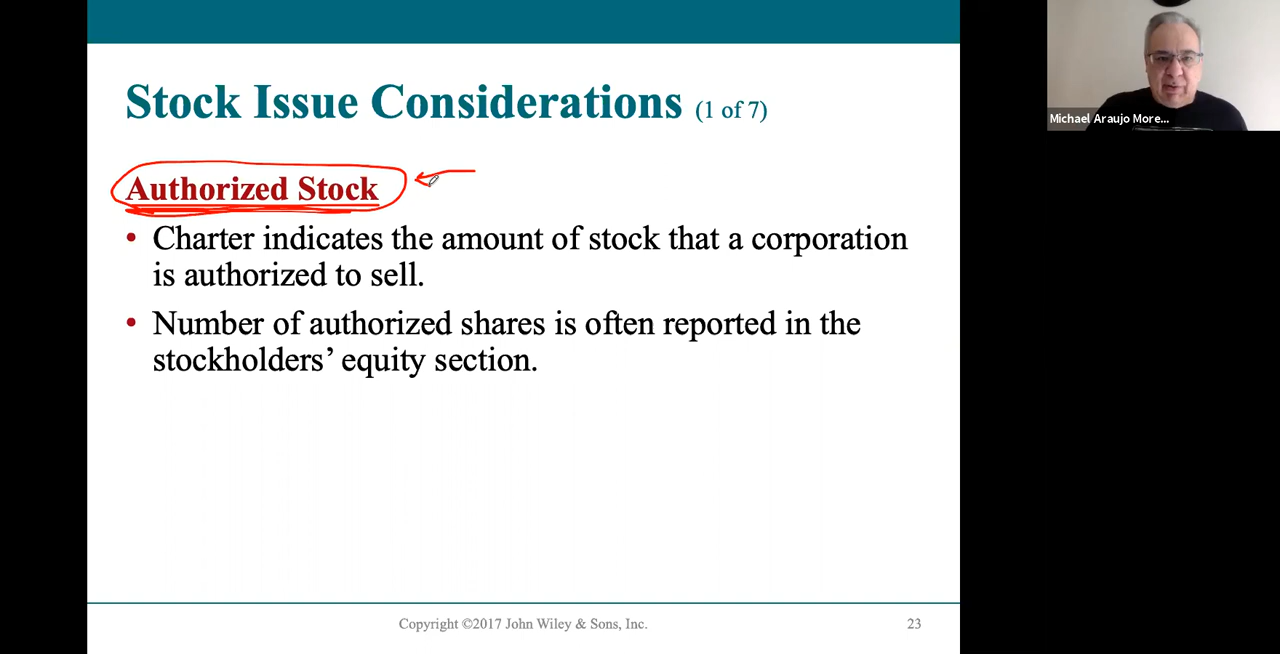 Stock Issue Considerations (1 of 7)
Michael Araujo More...
Authorized Stock
• Charter indicates the amount of stock that a corporation
is authorized to sell.
• Number of authorized shares is often reported in the
stockholders’ equity section.
Copyright ©2017 John Wiley & Sons, Inc.
23